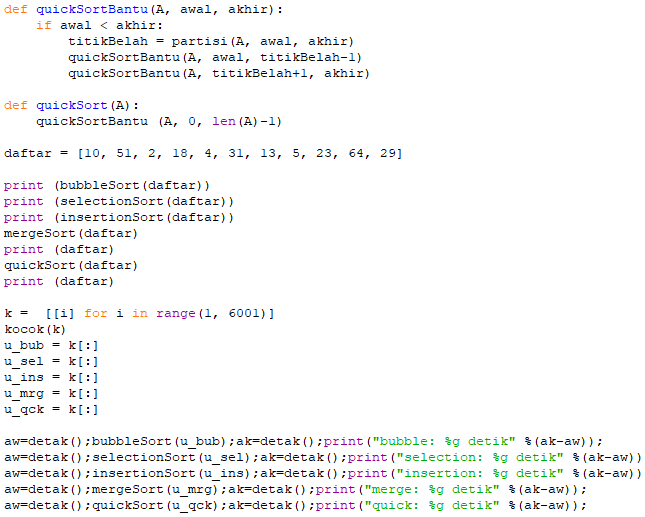 def quickSortBantu(A, awal, akhir):
    if awal < akhir:
        titikBelah = partisi(A, awal, akhir)
        quickSortBantu(A, awal, titikBelah-1)
        quickSortBantu(A, titikBelah+1, akhir)

def quickSort(A):
    quickSortBantu (A, 0, len(A)-1)

daftar = [10, 51, 2, 18, 4, 31, 13, 5, 23, 64, 29]

print (bubbleSort(daftar))
print (selectionSort(daftar))
print (insertionSort(daftar))
mergeSort(daftar)
print (daftar)
quickSort(daftar)
print (daftar)

k =  [[i] for i in range(1, 6001)]
kocok(k)
u_bub = k[:]
u_sel = k[:]
u_ins = k[:]
u_mrg = k[:]
u_qck = k[:]

aw=detak();bubbleSort(u_bub);ak=detak();print("bubble: %g detik" %(ak-aw));
aw=detak();selectionSort(u_sel);ak=detak();print("selection: %g detik" %(ak-aw))
aw=detak();insertionSort(u_ins);ak=detak();print("insertion: %g detik" %(ak-aw))
aw=detak();mergeSort(u_mrg);ak=detak();print("merge: %g detik" %(ak-aw));
aw=detak();quickSort(u_qck);ak=detak();print("quick: %g detik" %(ak-aw));